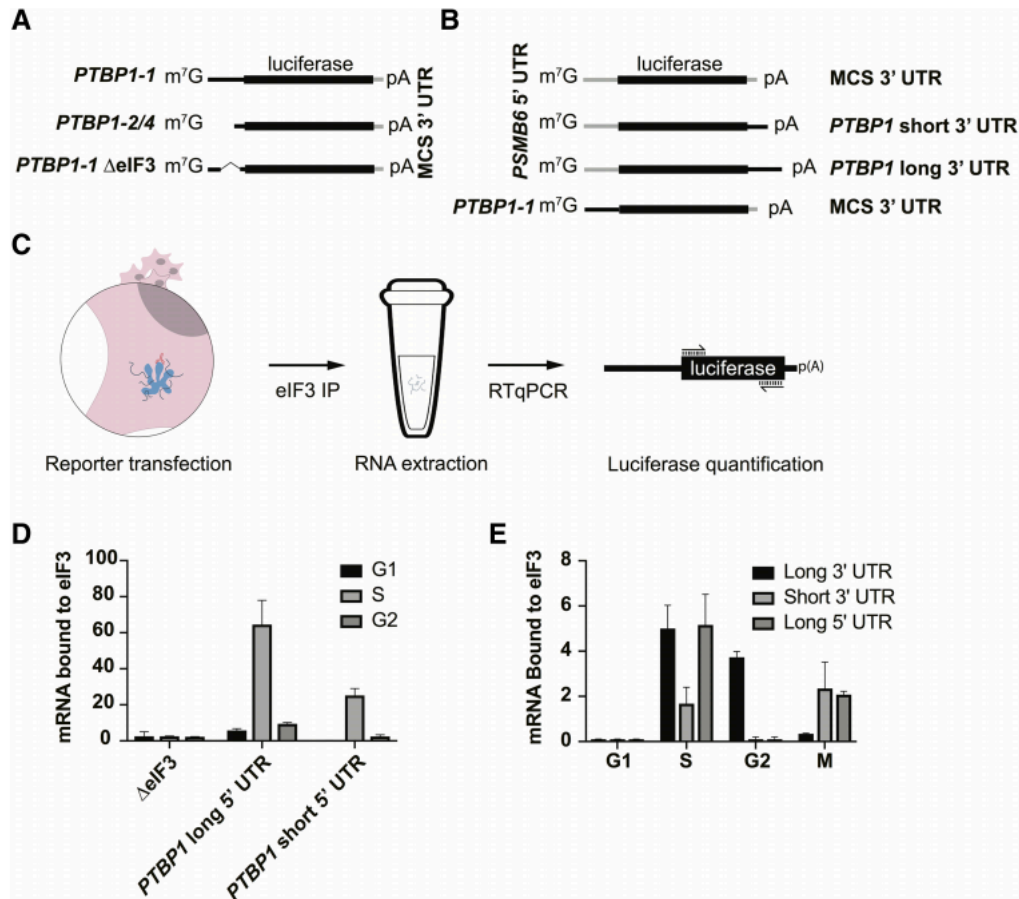 A
luciferase
PTBP1-1 m⁷G pA
PTBP1-2/4 m⁷G pA
PTBP1-1 ΔeIF3 m⁷G pA
MCS 3' UTR
B
PSMB6 5' UTR
luciferase
m⁷G pA MCS 3' UTR
m⁷G pA PTBP1 short 3' UTR
m⁷G pA PTBP1 long 3' UTR
PTBP1-1 m⁷G pA MCS 3' UTR
C
eIF3 IP
RTqPCR
luciferase p(A)
Reporter transfection
RNA extraction
Luciferase quantification
D
mRNA bound to eIF3
100
80
60
40
20
0
G1
S
G2
ΔeIF3
PTBP1 long 5' UTR
PTBP1 short 5' UTR
E
mRNA Bound to eIF3
8
6
4
2
0
Long 3' UTR
Short 3' UTR
Long 5' UTR
G1 S G2 M